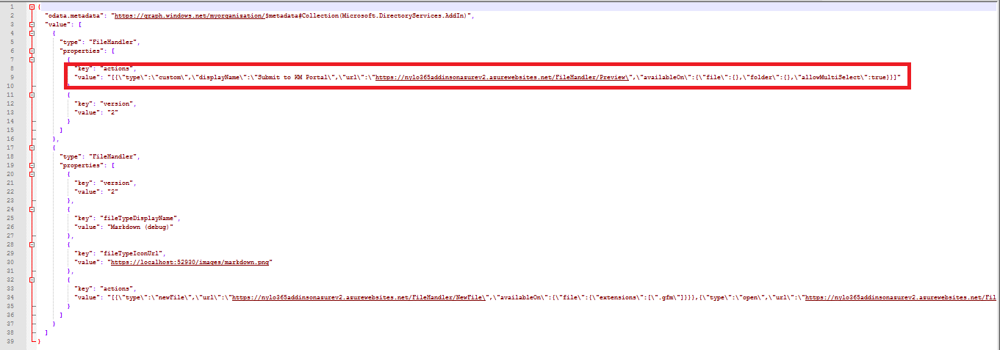 1 {
2 "odata.metadata": "https://graph.windows.net/myorganization/$metadata#Collection(Microsoft.DirectoryServices.AddIn)",
3 "value": [
4 {
5 "type": "FileHandler",
6 "properties": [
7 {
8 "key": "actions",
9 "value": "[{\"type\":\"custom\",\"displayName\":\"Submit to KM Portal\",\"url\":\"https://nylo365addinsonazurev2.azurewebsites.net/FileHandler/Preview\",\"availableOn\":{\"file\":{},\"folder\":{},\"allowMultiSelect\":true}}]"
10
11 {
12 "key": "version",
13 "value": "2"
14 }
15 ]
16 },
17 {
18 "type": "FileHandler",
19 "properties": [
20 {
21 "key": "version",
22 "value": "2"
23 },
24 {
25 "key": "fileTypeDisplayName",
26 "value": "Markdown (debug)"
27 },
28 {
29 "key": "fileTypeIconUrl",
30 "value": "https://localhost:52930/images/markdown.png"
31 },
32 {
33 "key": "actions",
34 "value": "[{\"type\":\"newFile\",\"url\":\"https://nylo365addinsonazurev2.azurewebsites.net/FileHandler/NewFile\",\"availableOn\":{\"file\":{\"extensions\":[\".gfm\"]}}},{\"type\":\"open\",\"url\":\"https://nylo365addinsonazurev2.azurewebsites.net/Fil
35 }
36 ]
37 }
38 ]
39 }